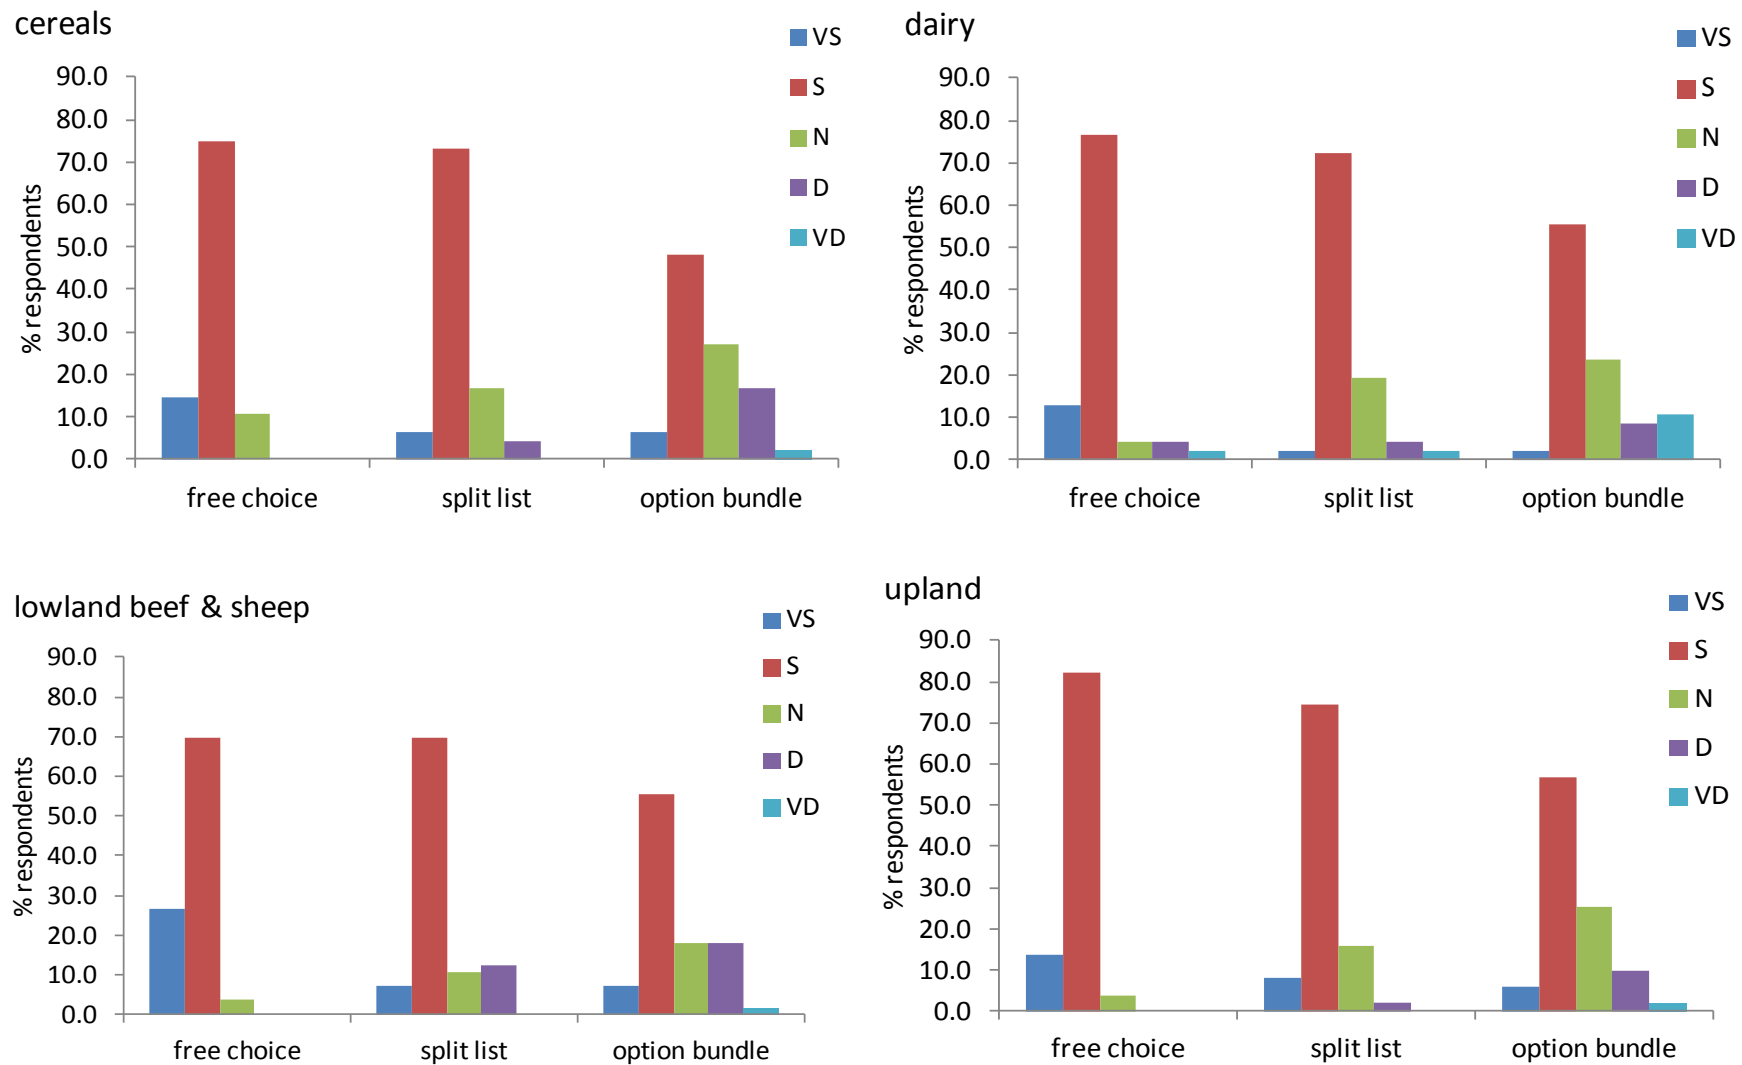 cereals
VS
S
N
D
VD
90.0
80.0
70.0
60.0
50.0
40.0
30.0
20.0
10.0
0.0
% respondents
free choice split list option bundle
dairy
VS
S
N
D
VD
90.0
80.0
70.0
60.0
50.0
40.0
30.0
20.0
10.0
0.0
% respondents
free choice split list option bundle
lowland beef & sheep
VS
S
N
D
VD
90.0
80.0
70.0
60.0
50.0
40.0
30.0
20.0
10.0
0.0
% respondents
free choice split list option bundle
upland
VS
S
N
D
VD
90.0
80.0
70.0
60.0
50.0
40.0
30.0
20.0
10.0
0.0
% respondents
free choice split list option bundle